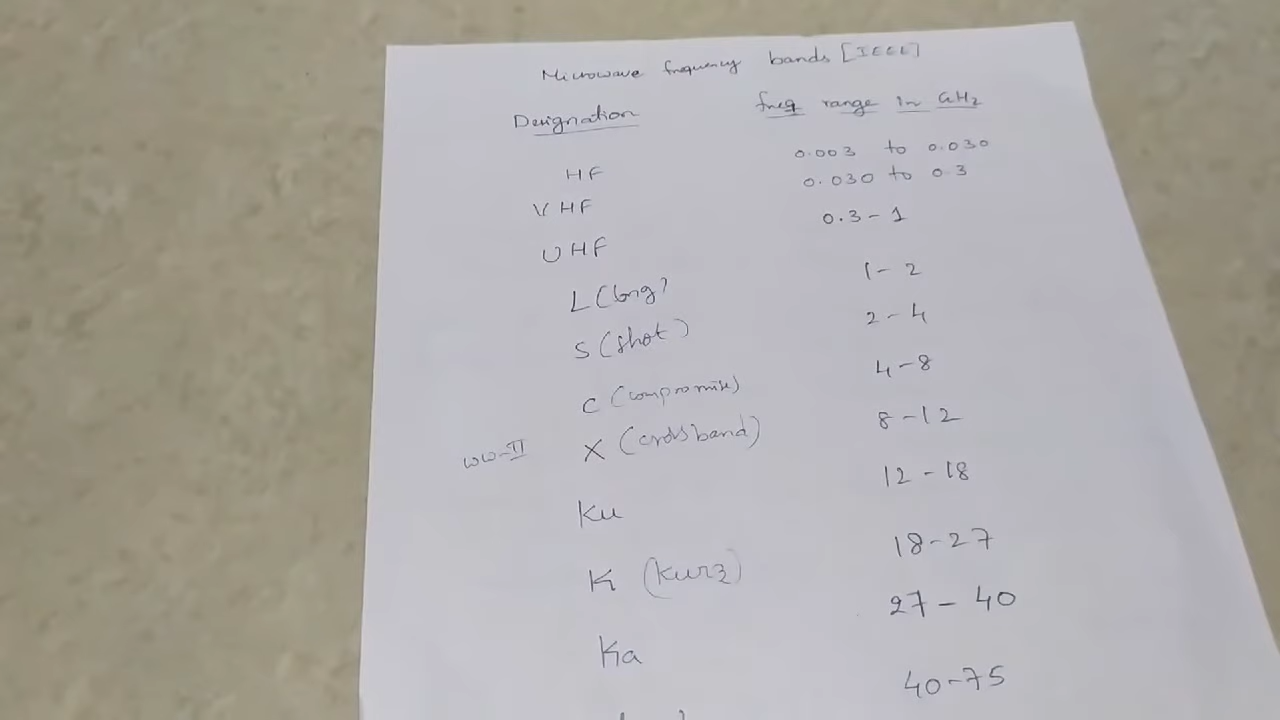 Microwave frequency bands [IEEE]
Designation freq range in GHz
HF 0.003 to 0.030
VHF 0.030 to 0.3
UHF 0.3 - 1
L (long) 1 - 2
S (shot) 2 - 4
C (compromise) 4 - 8
WW-II X (crossband) 8 - 12
Ku 12 - 18
K (Kurz) 18 - 27
Ka 27 - 40
40 - 75